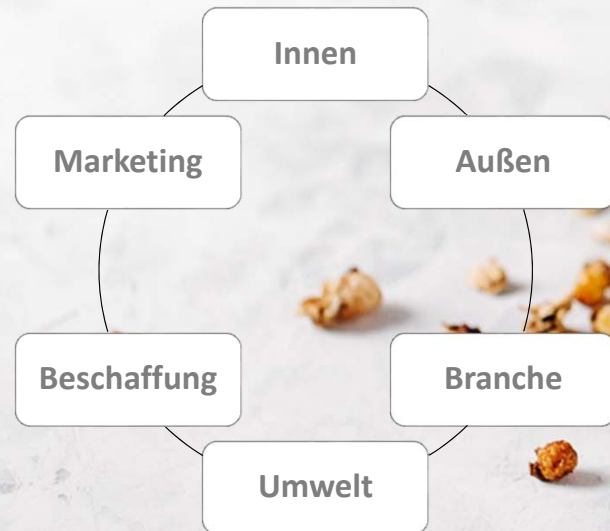 Innen
Marketing
Außen
Beschaffung
Branche
Umwelt